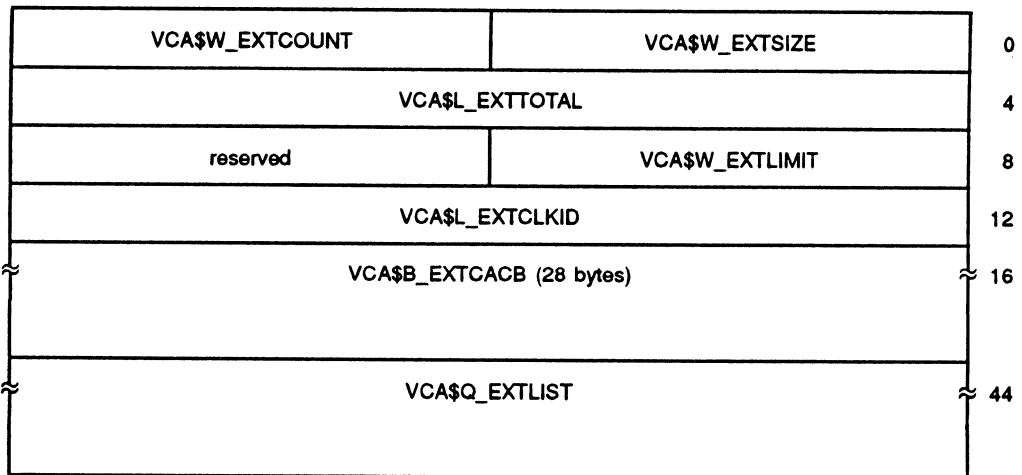 VCA$W_EXTCOUNT VCA$W_EXTSIZE 0
VCA$L_EXTTOTAL 4
reserved VCA$W_EXTLIMIT 8
VCA$L_EXTCLKID 12
VCA$B_EXTCACB (28 bytes) 16
VCA$Q_EXTLIST 44